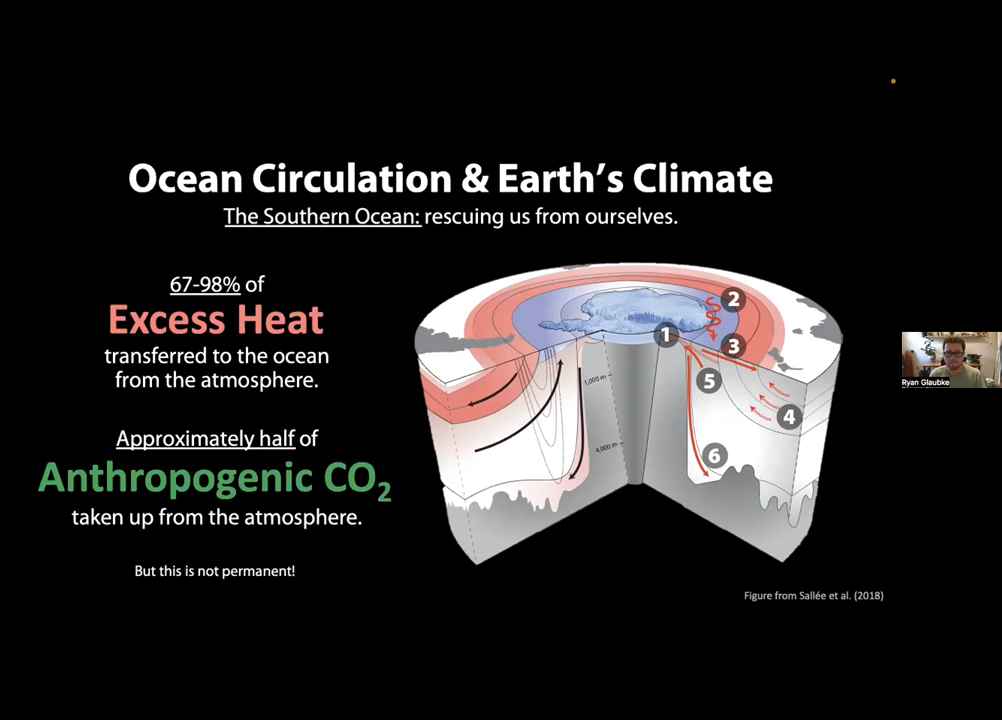 Ocean Circulation & Earth's Climate
The Southern Ocean: rescuing us from ourselves.
67-98% of
Excess Heat
transferred to the ocean
from the atmosphere.
Approximately half of
Anthropogenic CO₂
taken up from the atmosphere.
But this is not permanent!
1
2
3
4
5
6
1,000 m
4,000 m
Figure from Sallée et al. (2018)
Ryan Glaubke